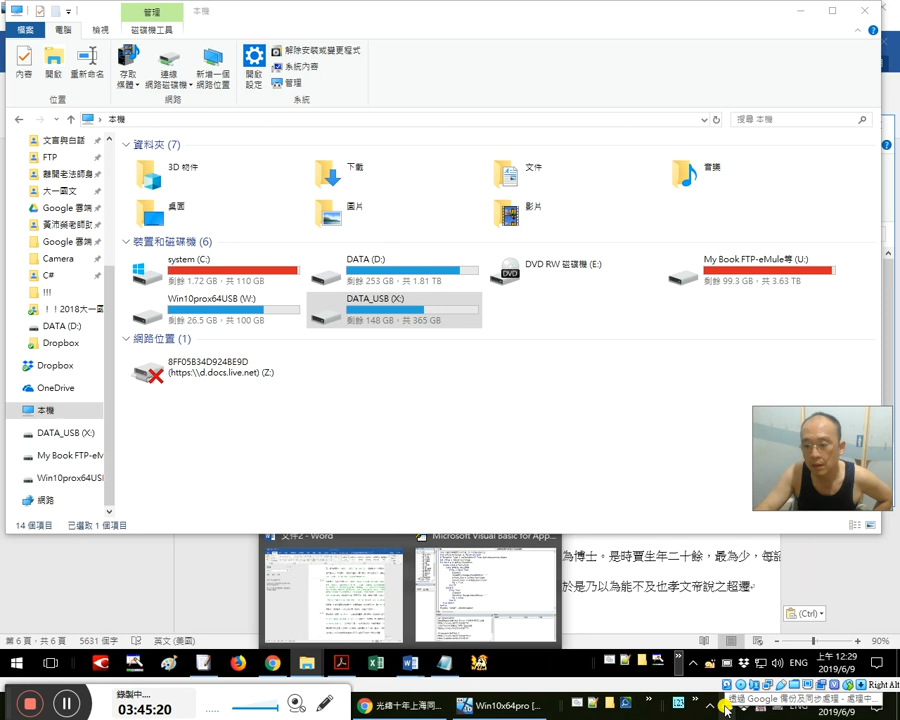 管理
本機
檔案
電腦
檢視
磁碟機工具
內容
開啟
重新命名
存取
媒體
連線
網路磁碟機
新增一個
網路位置
開啟
設定
解除安裝或變更程式
系統內容
管理
位置
網路
系統
本機
搜尋 本機
文言與白話
FTP
大一國文
Google 雲端
黃沛榮老師助
Google 雲端
Camera
C#
!!!
！！2018大一國
DATA (D:)
Dropbox
Dropbox
OneDrive
本機
DATA_USB (X:)
My Book FTP-eM
Win10prox64USI
網路
資料夾 (7)
3D 物件
下載
文件
音樂
桌面
圖片
影片
裝置和磁碟機 (6)
system (C:)
剩餘 1.72 GB，共 110 GB
DATA (D:)
剩餘 253 GB，共 1.81 TB
DVD RW 磁碟機 (E:)
My Book FTP-eMule等 (U:)
剩餘 99.3 GB，共 3.63 TB
Win10prox64USB (W:)
剩餘 26.5 GB，共 100 GB
DATA_USB (X:)
剩餘 148 GB，共 365 GB
網路位置 (1)
8FF05B34D924BE9D
(https:\\d.docs.live.net) (Z:)
14 個項目
已選取 1 個項目
文件2 - Word
Microsoft Visual Basic for App...
為博士。是時賈生年二十餘，最為少，每
於是乃以為能不及也孝文帝說之超遷
(Ctrl)
第 6 頁，共 6 頁
5631 個字
英文 (美國)
90%
ENG
上午 12:29
2019/6/9
Right Alt
錄製中....
03:45:20
光緒十年上海同...
Win10x64pro [...
透過 Google 備份及同步處理 - 處理中...
ENG
2019/6/9